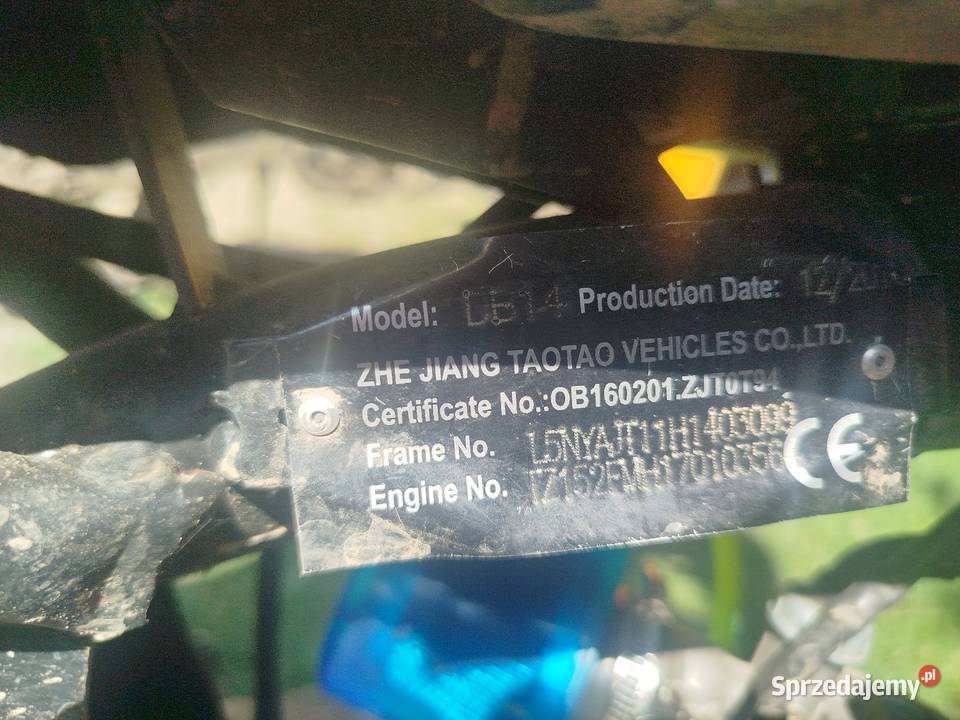 Model: DB14 Production Date:
ZHE JIANG TAOTAO VEHICLES CO.,LTD.
Certificate No.:OB160201.ZJT0T94
Frame No. L5NYAJT11H1403099
Engine No.
CE
Sprzedajemy.pl